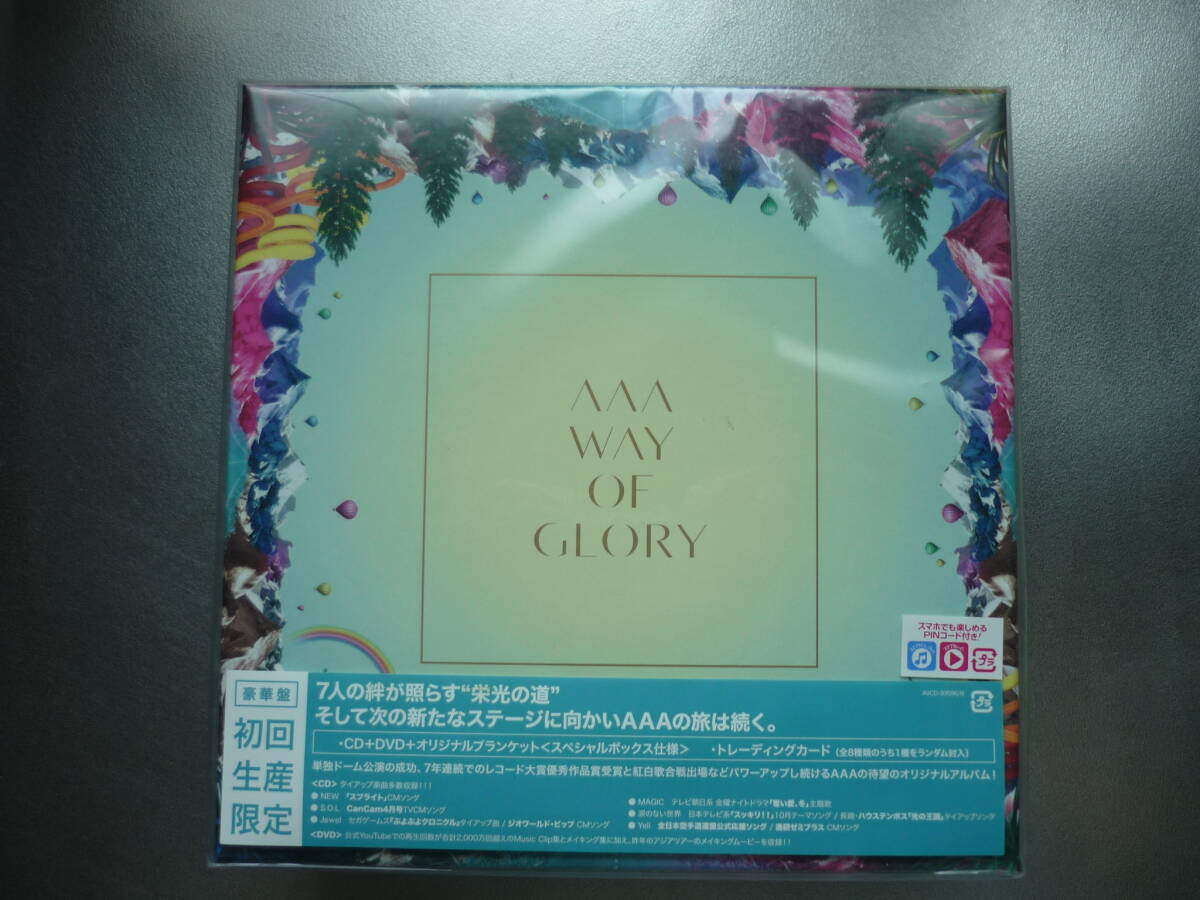 AAA
WAY
OF
GLORY
スマホでも楽しめる
PINコード付き!
プラ
豪華盤
初回
生産
限定
7人の絆が照らす“栄光の道”
そして次の新たなステージに向かいAAAの旅は続く。
プラ
・CD+DVD+オリジナルブランケット<スペシャルボックス仕様> ・トレーディングカード(全8種類のうち1種をランダム封入)
単独ドーム公演の成功、7年連続でのレコード大賞優秀作品賞受賞と紅白歌合戦出場などパワーアップし続けるAAAの待望のオリジナルアルバム!
<CD> タイアップ楽曲多数収録!!!
● NEW 「スプライト」CMソング
● S.O.L CanCam4月号TVCMソング
● Jewel セガゲームス『ぷよぷよクロニクル』タイアップ曲 / ジオワールド・ビップ CMソング
● MAGIC テレビ朝日系 金曜ナイトドラマ「奪い愛、冬」主題歌
● 涙のない世界 日本テレビ系「スッキリ!!」10月テーマソング / 長崎・ハウステンボス「光の王国」タイアップソング
● Yell 全日本空手道連盟公式応援ソング / 進研ゼミプラス CMソング
<DVD> 公式YouTubeでの再生回数が合計2,000万回超えのMusic Clip集とメイキング集に加え、昨年のアジアツアーのメイキングムービーを収録!!